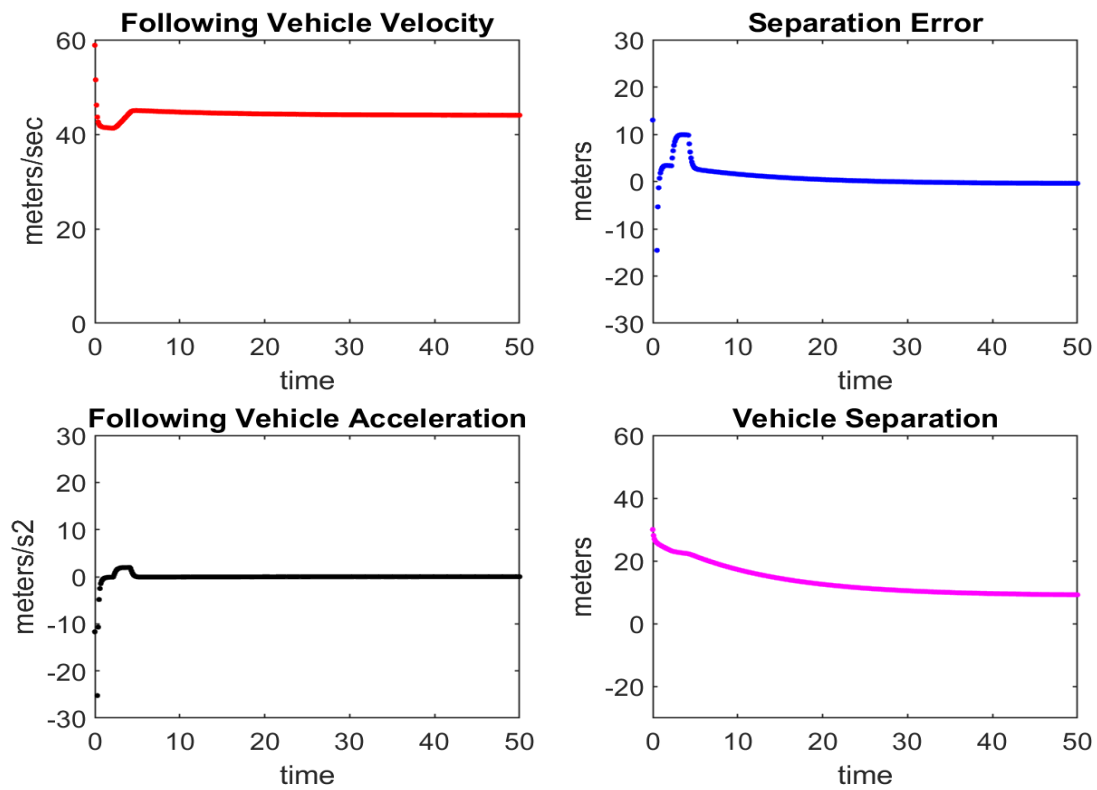 Following Vehicle Velocity
60
40
20
0
meters/sec
0 10 20 30 40 50
time
Separation Error
30
20
10
0
-10
-20
-30
meters
0 10 20 30 40 50
time
Following Vehicle Acceleration
30
20
10
0
-10
-20
-30
meters/s2
0 10 20 30 40 50
time
Vehicle Separation
60
40
20
0
-20
meters
0 10 20 30 40 50
time